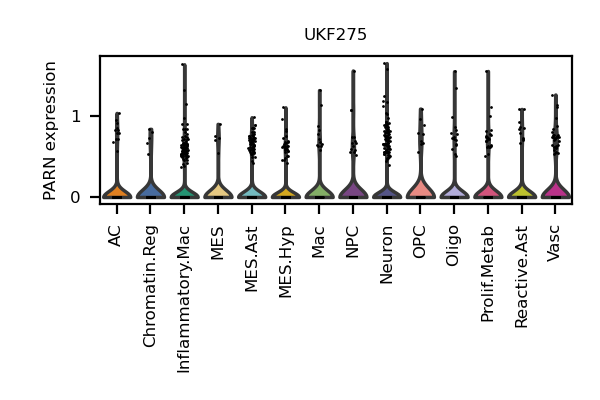 UKF275
PARN expression
1
0
AC
Chromatin.Reg
Inflammatory.Mac
MES
MES.Ast
MES.Hyp
Mac
NPC
Neuron
OPC
Oligo
Prolif.Metab
Reactive.Ast
Vasc